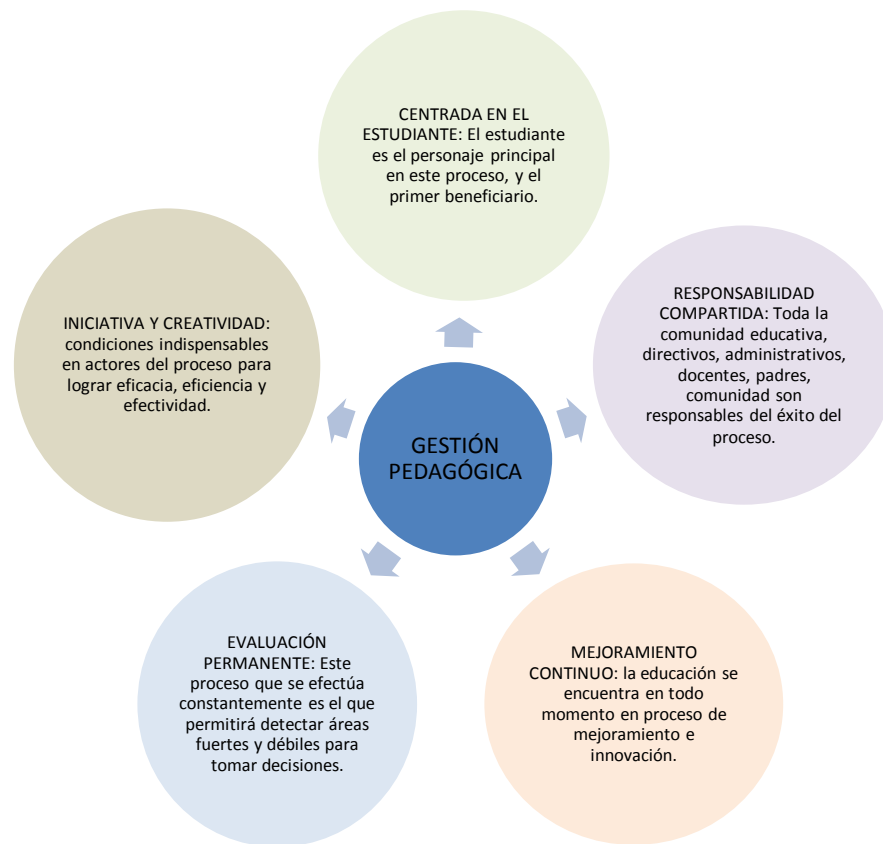 CENTRADA EN EL
ESTUDIANTE: El estudiante
es el personaje principal
en este proceso, y el
primer beneficiario.
RESPONSABILIDAD
COMPARTIDA: Toda la
comunidad educativa,
directivos, administrativos,
docentes, padres,
comunidad son
responsables del éxito del
proceso.
INICIATIVA Y CREATIVIDAD:
condiciones indispensables
en actores del proceso para
lograr eficacia, eficiencia y
efectividad.
GESTIÓN
PEDAGÓGICA
EVALUACIÓN
PERMANENTE: Este
proceso que se efectúa
constantemente es el que
permitirá detectar áreas
fuertes y débiles para
tomar decisiones.
MEJORAMIENTO
CONTINUO: la educación se
encuentra en todo
momento en proceso de
mejoramiento e
innovación.